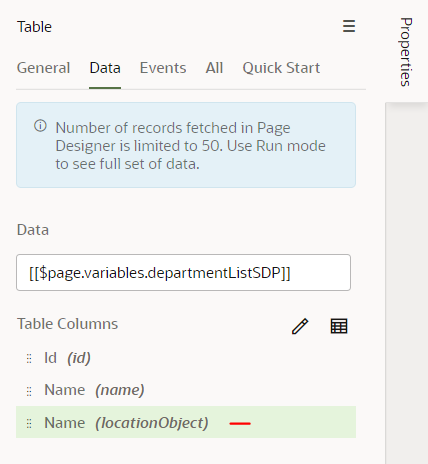 Table
Properties
General Data Events All Quick Start
Number of records fetched in Page
Designer is limited to 50. Use Run mode
to see full set of data.
Data
[[$page.variables.departmentListSDP]]
Table Columns
Id (id)
Name (name)
Name (locationObject)